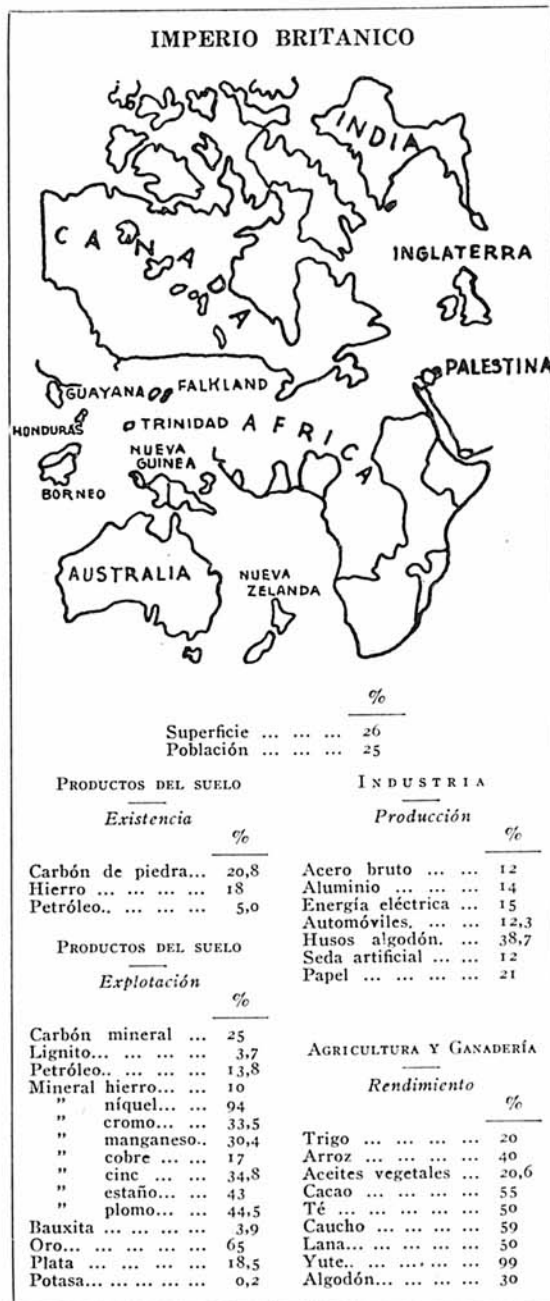 IMPERIO BRITANICO
INDIA
CANADA
INGLATERRA
PALESTINA
GUAYANA
FALKLAND
HONDURAS
TRINIDAD
AFRICA
NUEVA
GUINEA
BORNEO
AUSTRALIA
NUEVA
ZELANDA
%
Superficie ... ... ... 26
Población ... ... ... 25
PRODUCTOS DEL SUELO
Existencia
%
Carbón de piedra... 20,8
Hierro ... ... ... ... 18
Petróleo.. ... ... ... 5,0
PRODUCTOS DEL SUELO
Explotación
%
Carbón mineral ... 25
Lignito... ... ... ... 3,7
Petróleo.. ... ... ... 13,8
Mineral hierro... ... 10
" níquel... ... 94
" cromo... ... 33,5
" manganeso.. 30,4
" cobre ... ... 17
" cinc ... ... 34,8
" estaño ... ... 43
" plomo ... ... 44,5
Bauxita ... ... ... ... 3,9
Oro... ... ... ... ... 65
Plata ... ... ... ... 18,5
Potasa... ... ... ... 0,2
INDUSTRIA
Producción
%
Acero bruto ... ... 12
Aluminio ... ... ... 14
Energía eléctrica ... 15
Automóviles. ... ... 12,3
Husos algodón. ... 38,7
Seda artificial ... ... 12
Papel ... ... ... ... 21
AGRICULTURA Y GANADERÍA
Rendimiento
%
Trigo ... ... ... ... 20
Arroz ... ... ... ... 40
Aceites vegetales ... 20,6
Cacao ... ... ... ... 55
Té ... ... ... ... ... 50
Caucho ... ... ... ... 59
Lana... ... ... ... ... 50
Yute.. ... ... ... ... 99
Algodón... ... ... ... 30